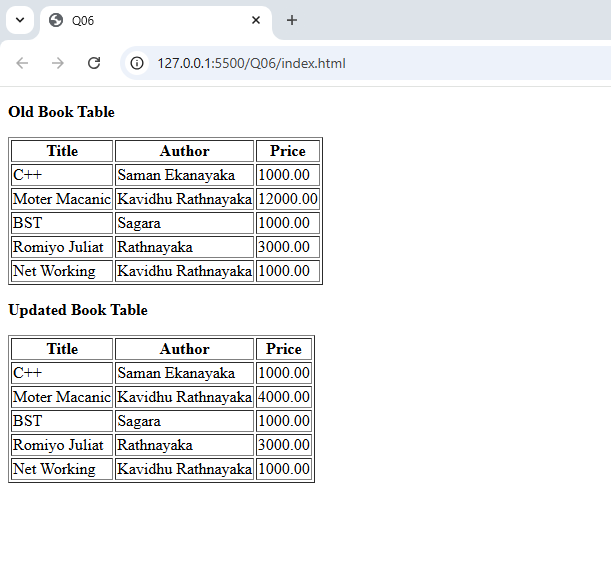 Q06
127.0.0.1:5500/Q06/index.html
Old Book Table
Title Author Price
C++ Saman Ekanayaka 1000.00
Moter Macanic Kavidhu Rathnayaka 12000.00
BST Sagara 1000.00
Romiyo Juliat Rathnayaka 3000.00
Net Working Kavidhu Rathnayaka 1000.00
Updated Book Table
Title Author Price
C++ Saman Ekanayaka 1000.00
Moter Macanic Kavidhu Rathnayaka 4000.00
BST Sagara 1000.00
Romiyo Juliat Rathnayaka 3000.00
Net Working Kavidhu Rathnayaka 1000.00